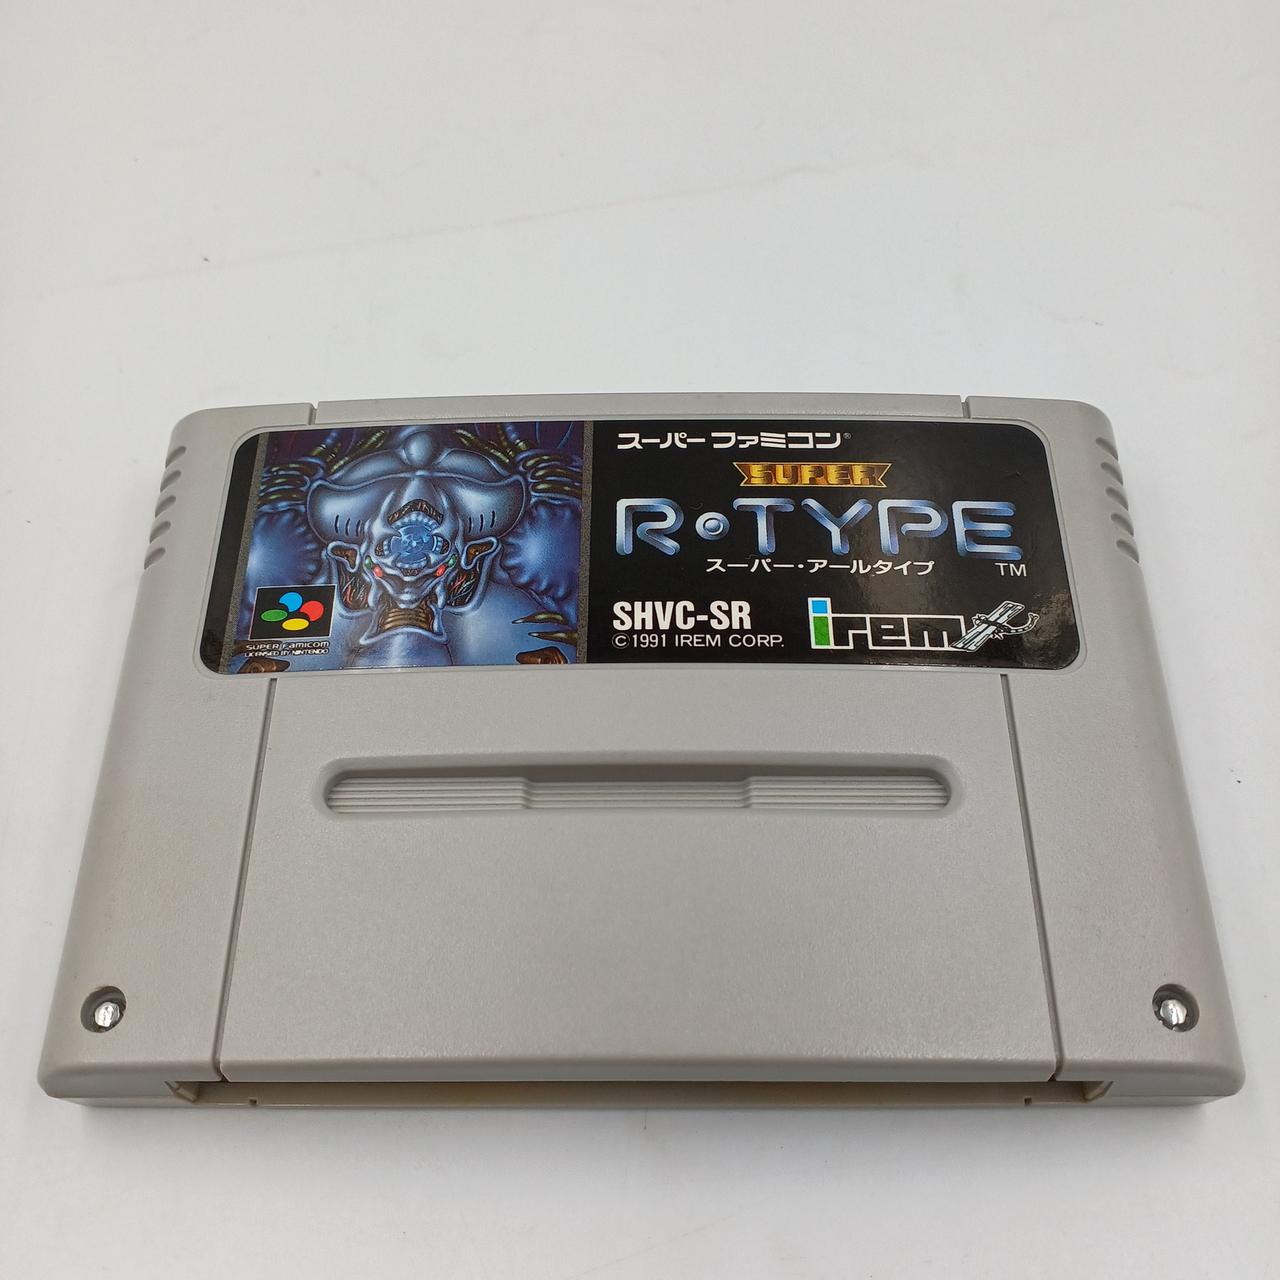 スーパーファミコン®
SUPER
R·TYPE TM
スーパー・アールタイプ
SHVC-SR
©1991 IREM CORP.
irem
SUPER FAMICOM
LICENSED BY NINTENDO